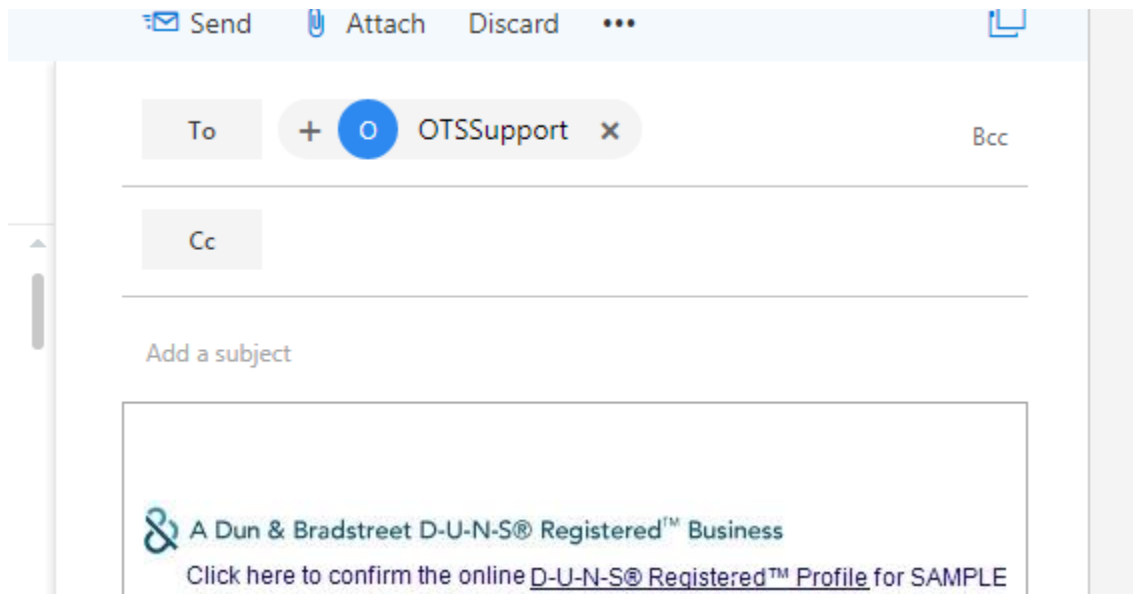 Send Attach Discard •••
To + O OTSSupport × Bcc
Cc
Add a subject
A Dun & Bradstreet D-U-N-S® Registered™ Business
Click here to confirm the online D-U-N-S® Registered™ Profile for SAMPLE